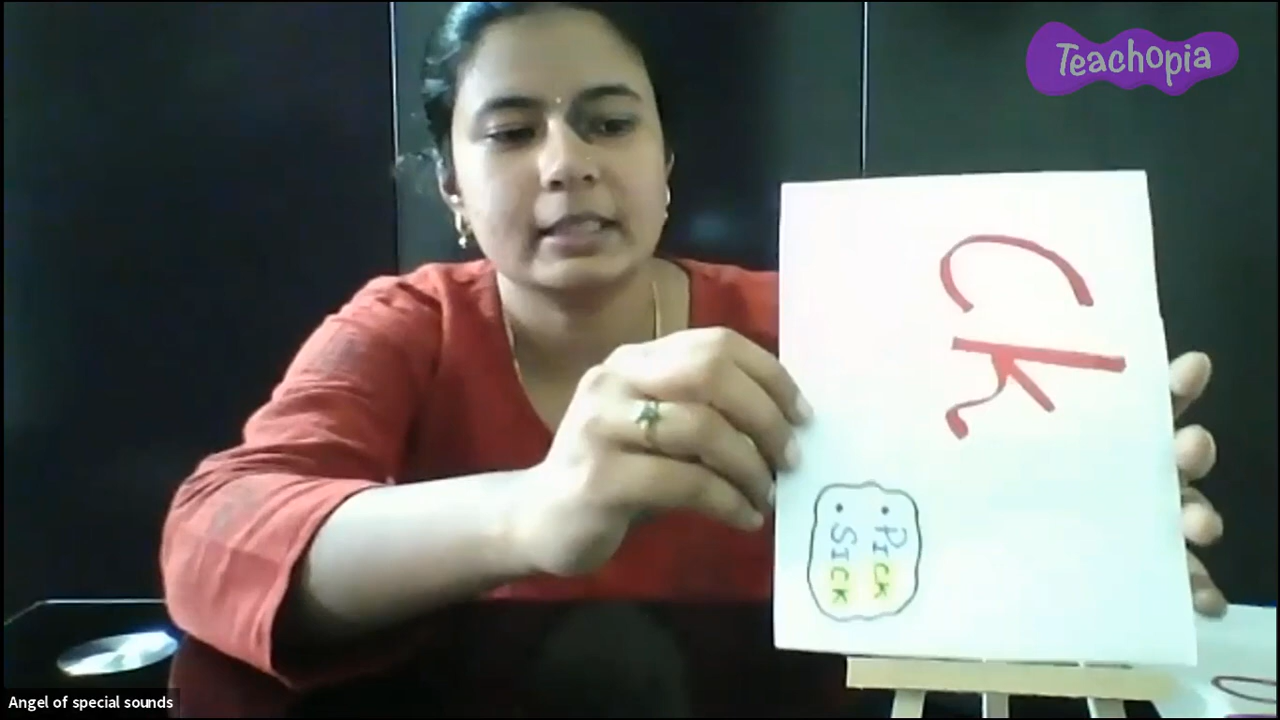 Teachopia
Ck
• PICK
• SICK
Angel of special sounds